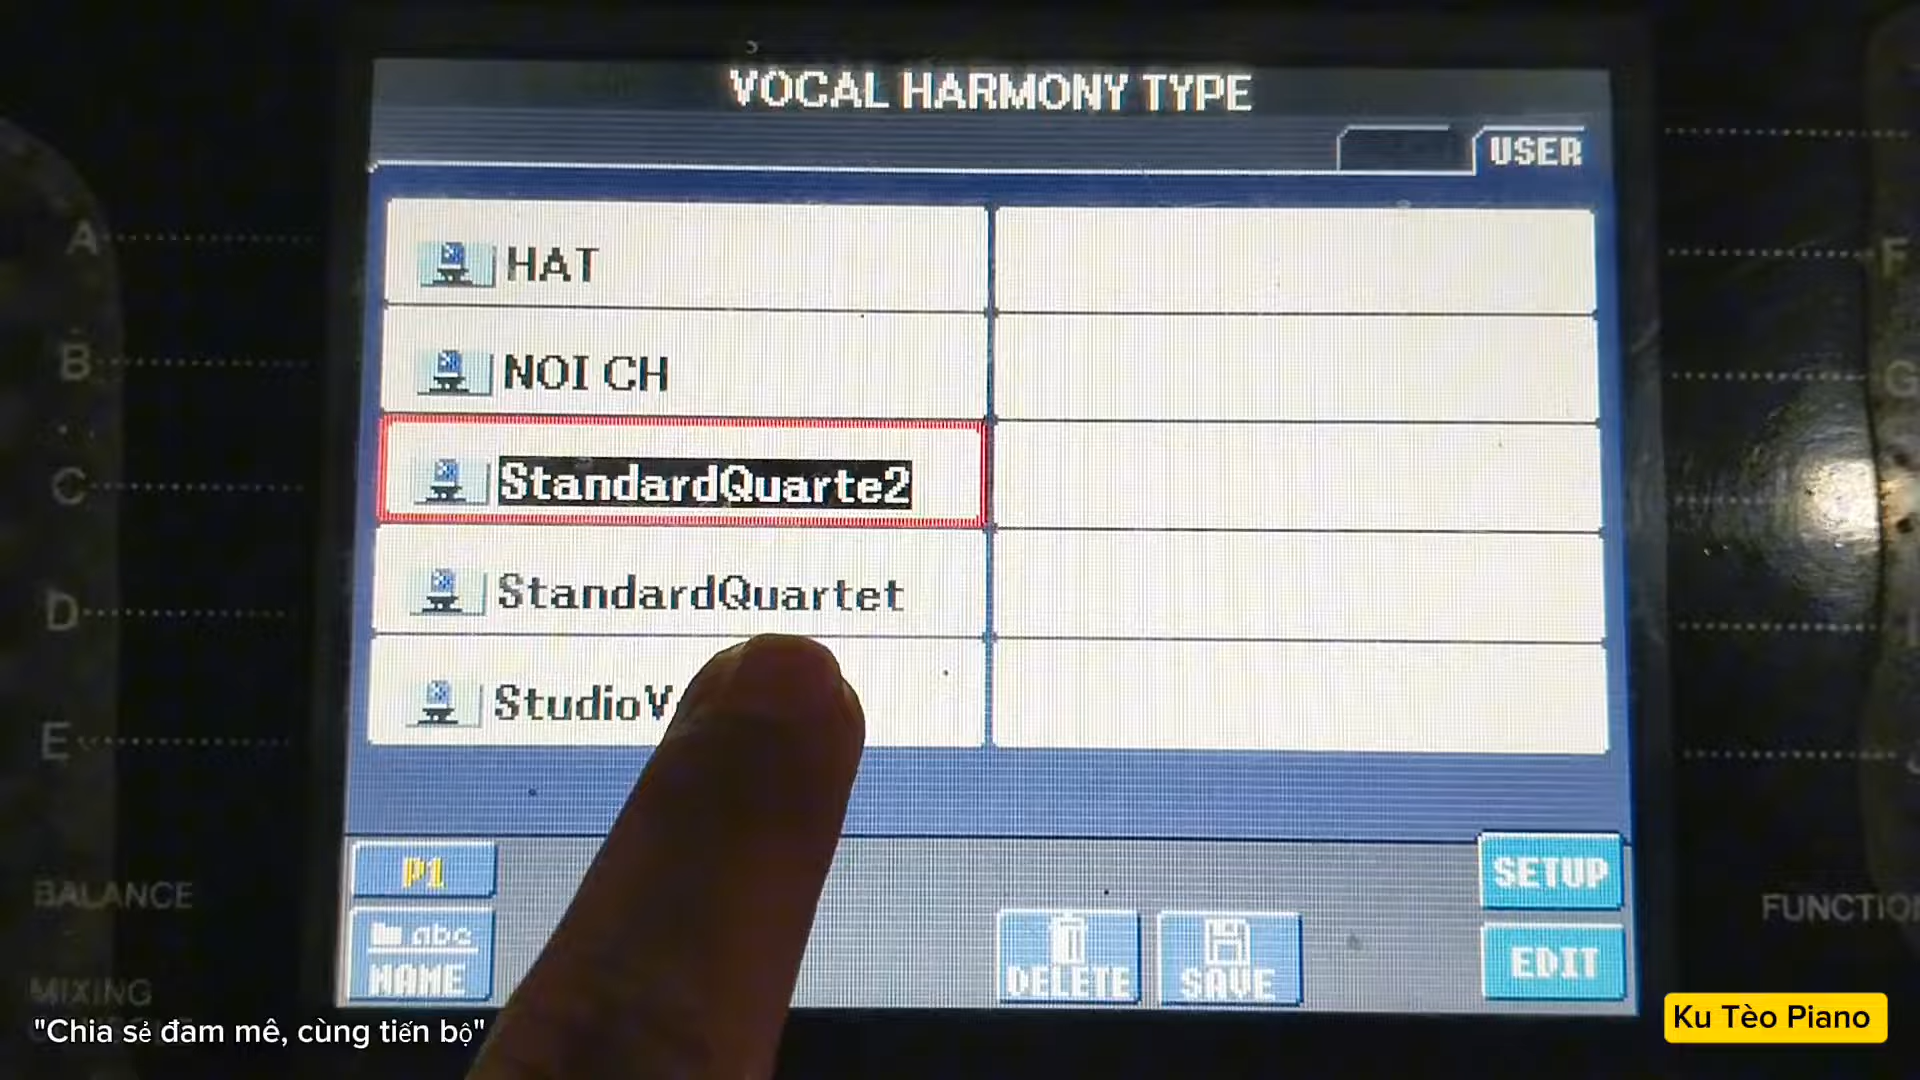 VOCAL HARMONY TYPE
USER
A
HAT
F
B
NOI CH
G
C
StandardQuarte2
D
StandardQuartet
E
StudioV
P1
SETUP
BALANCE
abc
NAME
DELETE
SAVE
EDIT
MIXING
"Chia sẻ đam mê, cùng tiến bộ"
Ku Tèo Piano